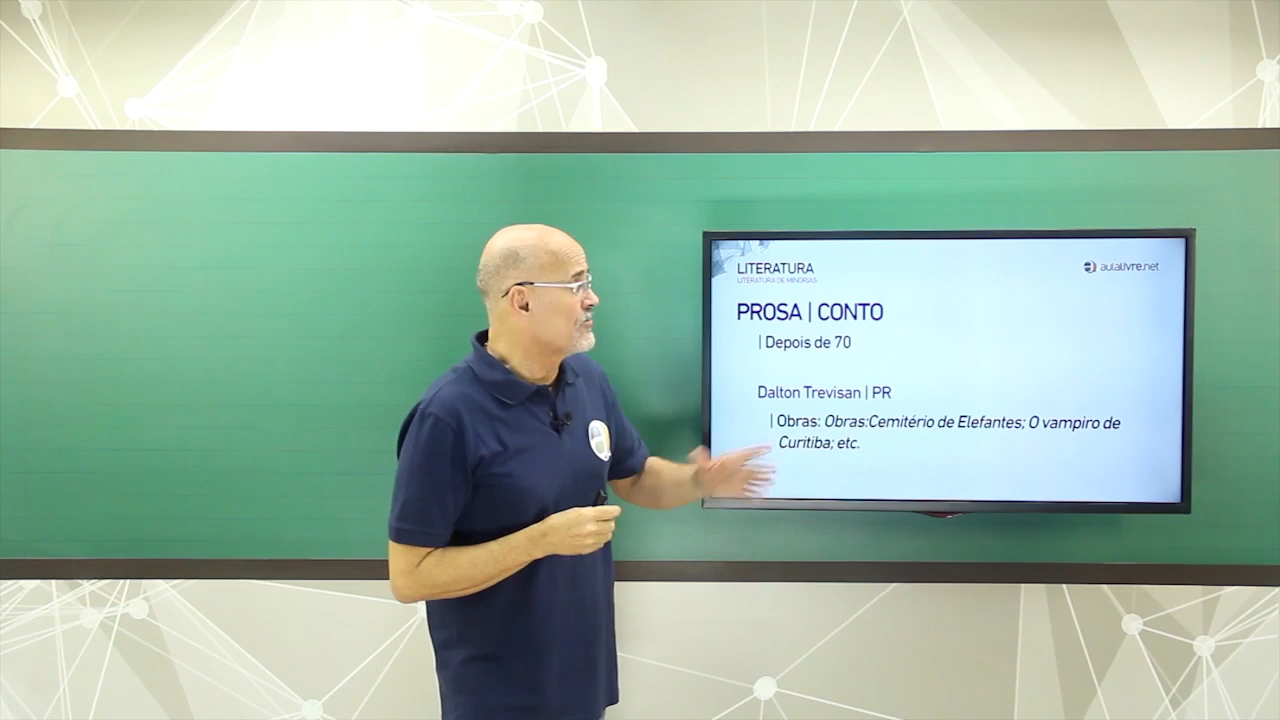 LITERATURA
LITERATURA DE MINORIAS
aulalivre.net
PROSA | CONTO
| Depois de 70
Dalton Trevisan | PR
| Obras: Obras:Cemitério de Elefantes; O vampiro de
Curitiba; etc.